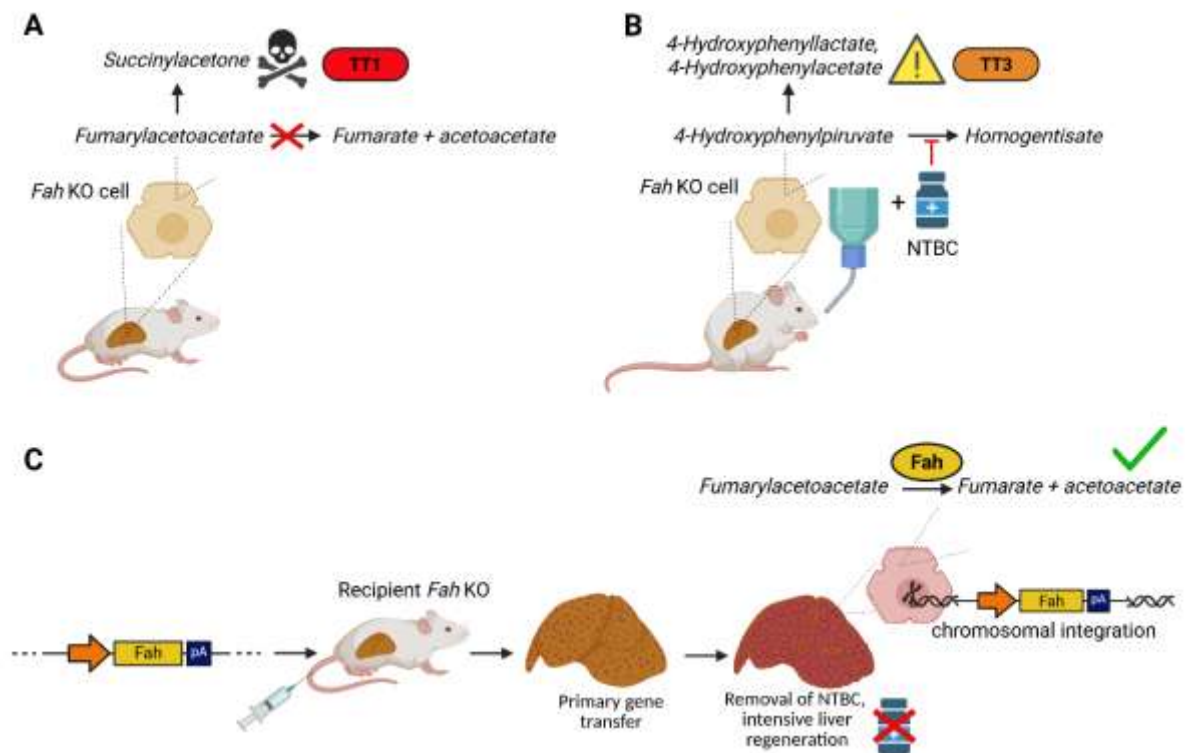 A
Succinylacetone
TT1
Fumarylacetoacetate
Fumarate + acetoacetate
Fah KO cell
B
4-Hydroxyphenyllactate,
4-Hydroxyphenylacetate
TT3
4-Hydroxyphenylpiruvate
Homogentisate
Fah KO cell
+
NTBC
C
Fah
Fumarylacetoacetate
Fumarate + acetoacetate
Recipient Fah KO
Fah
pA
Fah
pA
chromosomal integration
Primary gene
transfer
Removal of NTBC,
intensive liver
regeneration